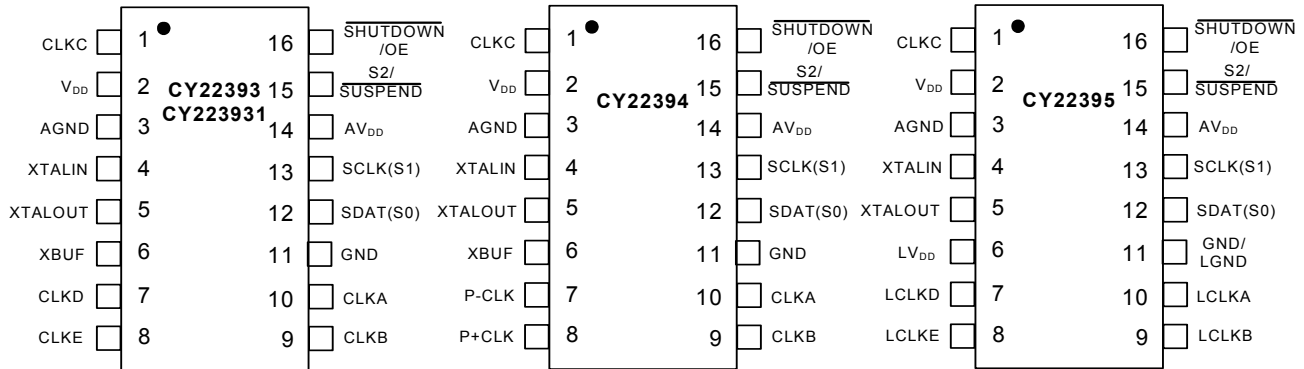 CLKC
VDD
AGND
XTALIN
XTALOUT
XBUF
CLKD
CLKE
1
2
3
4
5
6
7
8
CY22393
CY223931
16
15
14
13
12
11
10
9
SHUTDOWN
/OE
S2/
SUSPEND
AVDD
SCLK(S1)
SDAT(S0)
GND
CLKA
CLKB
CLKC
VDD
AGND
XTALIN
XTALOUT
XBUF
P-CLK
P+CLK
1
2
3
4
5
6
7
8
CY22394
16
15
14
13
12
11
10
9
SHUTDOWN
/OE
S2/
SUSPEND
AVDD
SCLK(S1)
SDAT(S0)
GND
CLKA
CLKB
CLKC
VDD
AGND
XTALIN
XTALOUT
LVDD
LCLKD
LCLKE
1
2
3
4
5
6
7
8
CY22395
16
15
14
13
12
11
10
9
SHUTDOWN
/OE
S2/
SUSPEND
AVDD
SCLK(S1)
SDAT(S0)
GND/
LGND
LCLKA
LCLKB